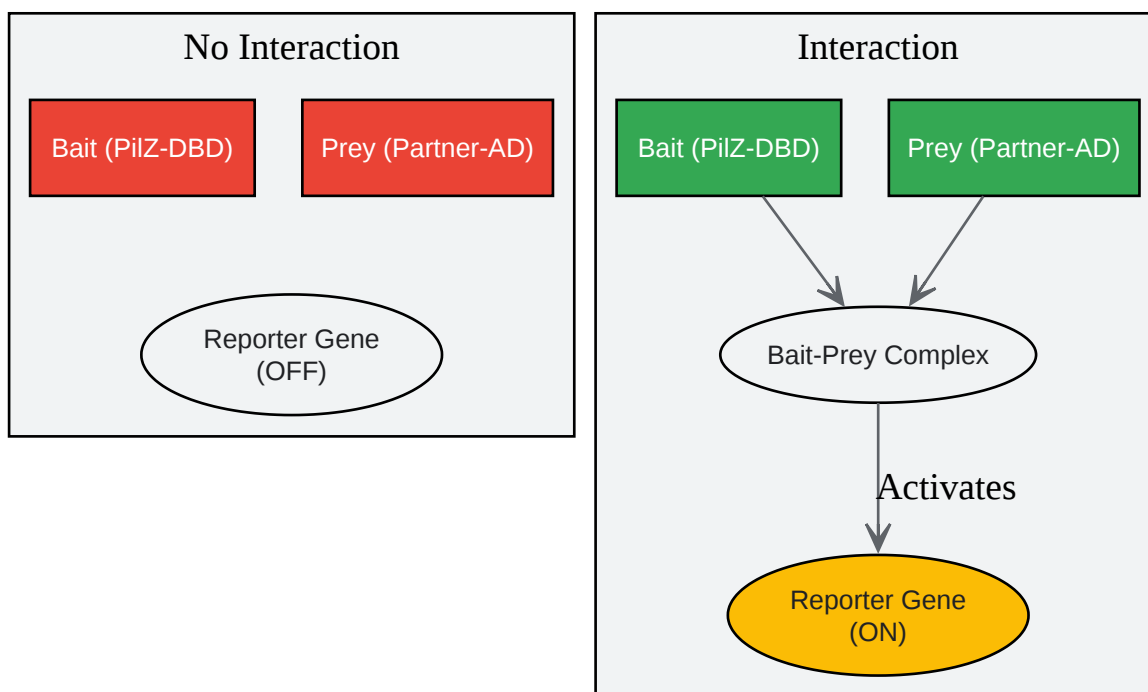 No Interaction
Bait (PilZ-DBD)
Prey (Partner-AD)
Reporter Gene
(OFF)
Interaction
Bait (PilZ-DBD)
Prey (Partner-AD)
Bait-Prey Complex
Activates
Reporter Gene
(ON)